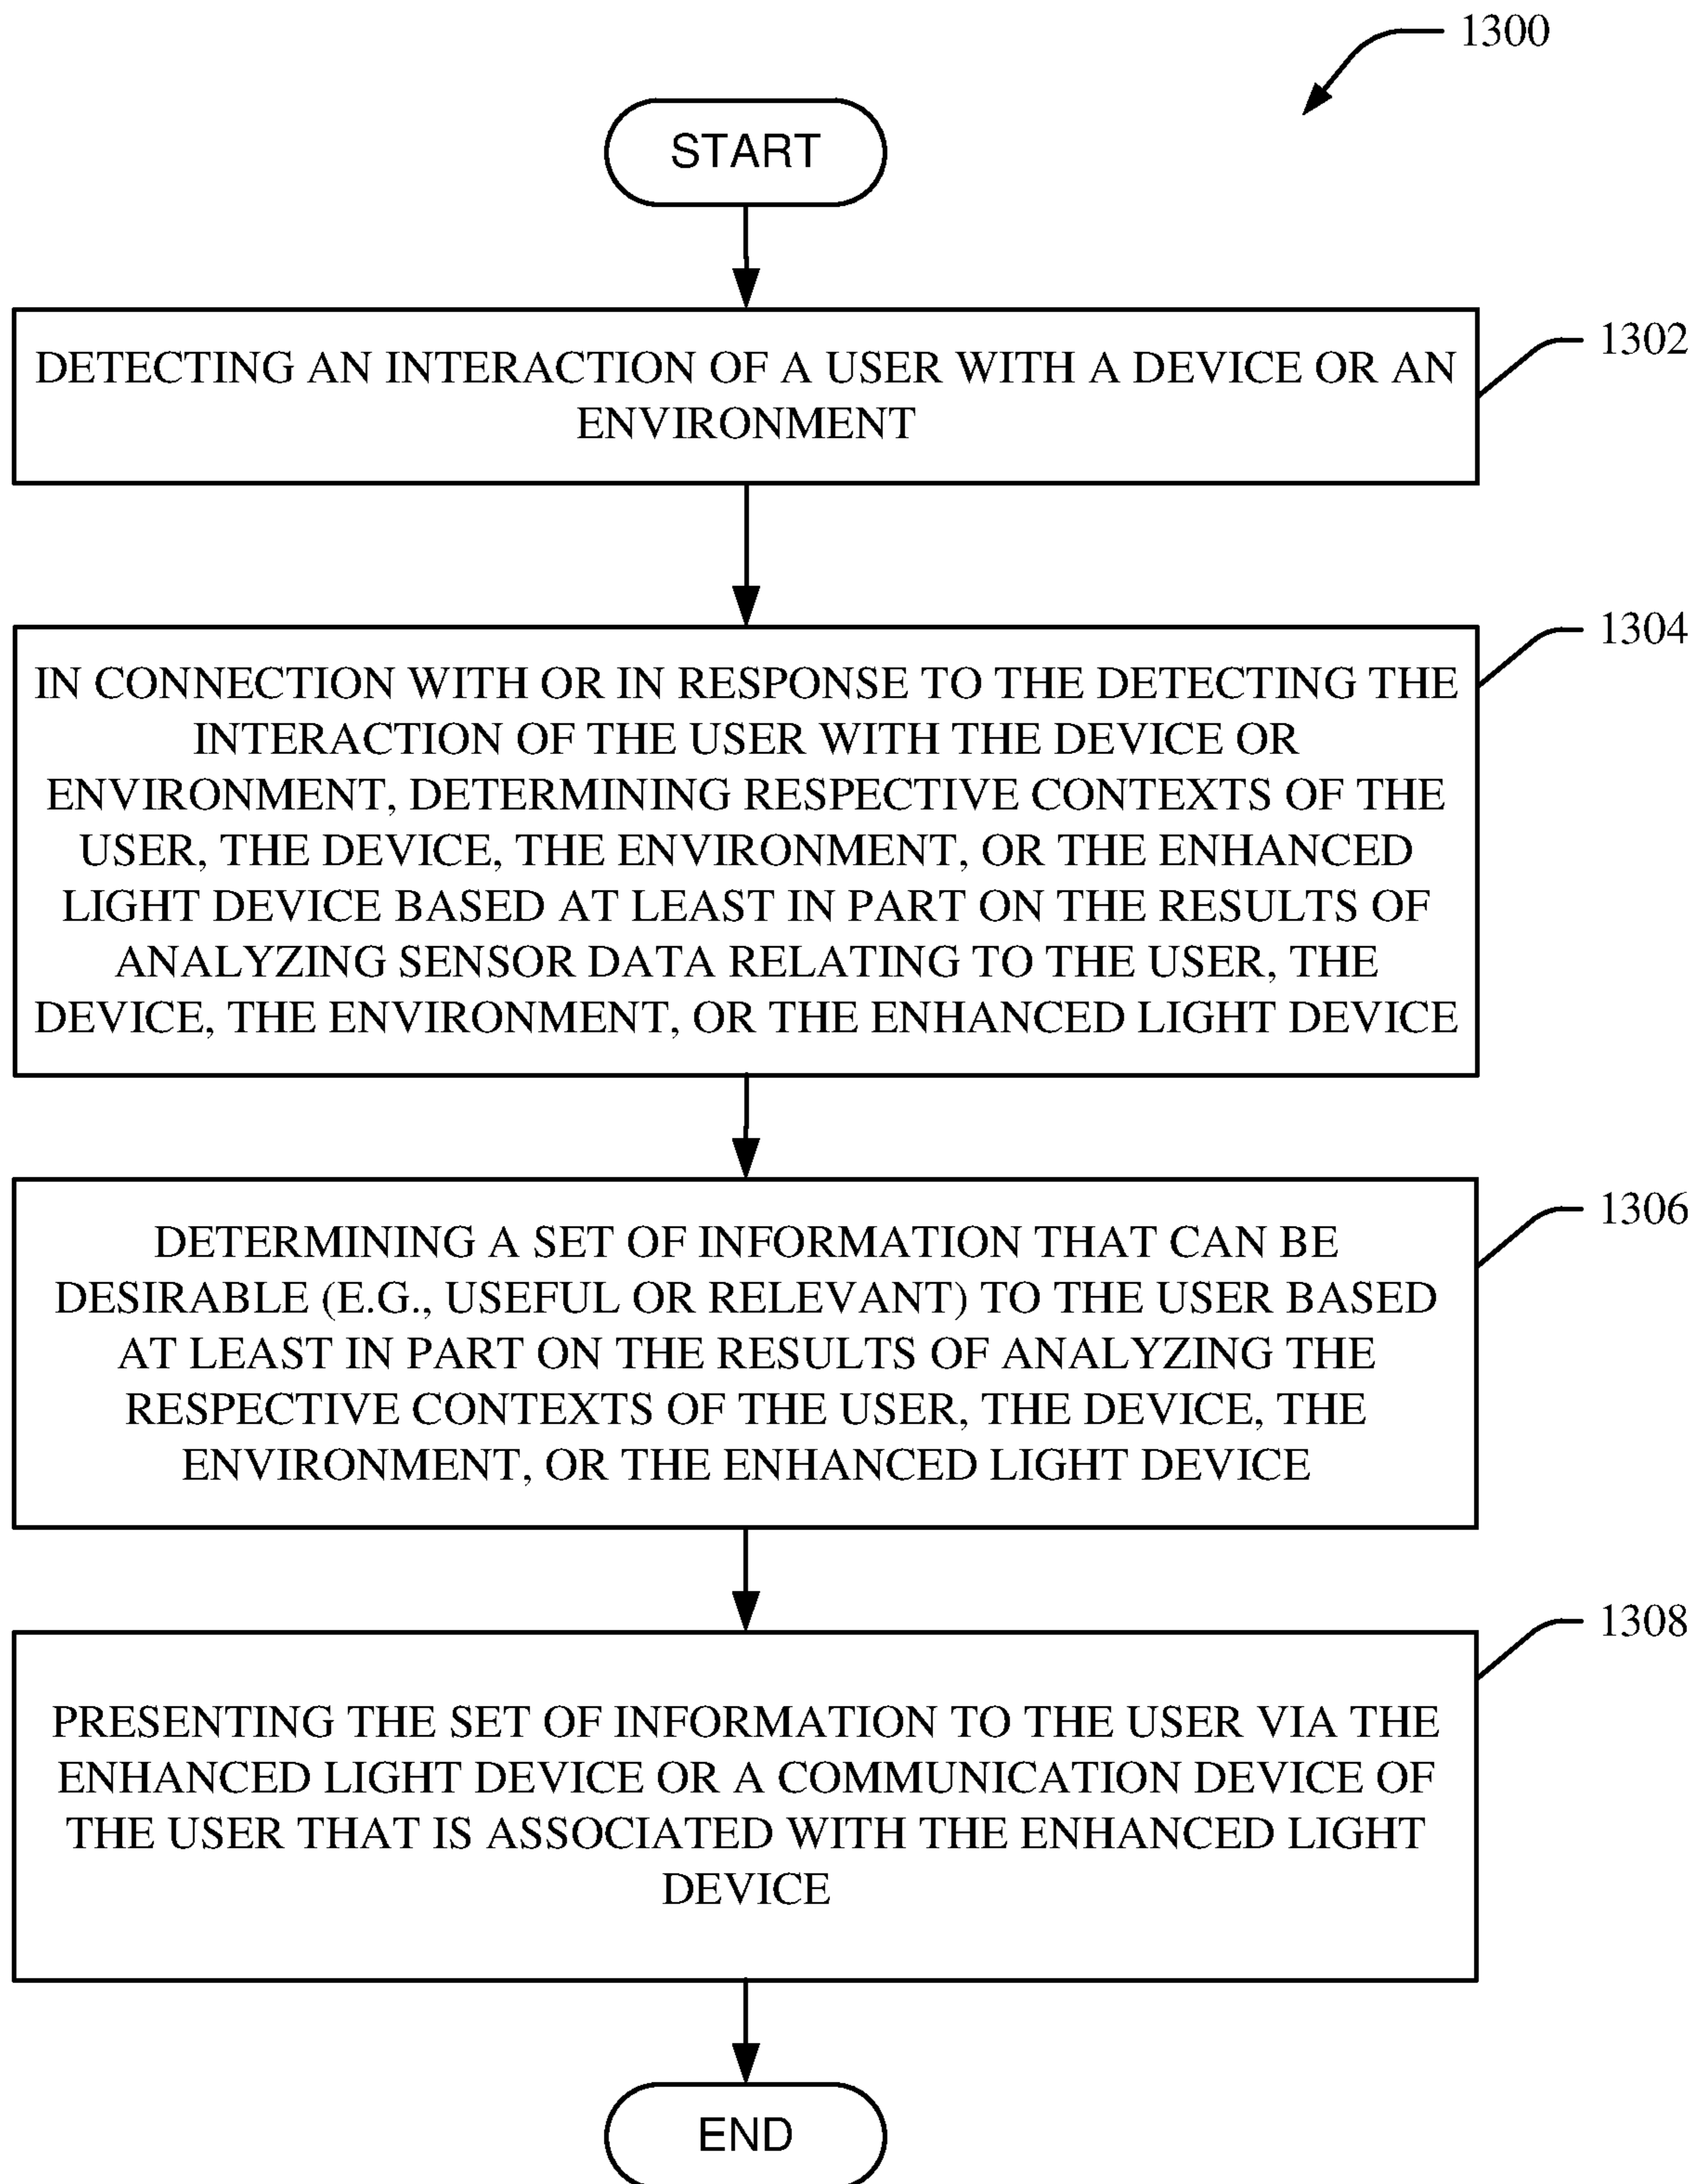 1300
START
DETECTING AN INTERACTION OF A USER WITH A DEVICE OR AN
ENVIRONMENT
1302
IN CONNECTION WITH OR IN RESPONSE TO THE DETECTING THE
INTERACTION OF THE USER WITH THE DEVICE OR
ENVIRONMENT, DETERMINING RESPECTIVE CONTEXTS OF THE
USER, THE DEVICE, THE ENVIRONMENT, OR THE ENHANCED
LIGHT DEVICE BASED AT LEAST IN PART ON THE RESULTS OF
ANALYZING SENSOR DATA RELATING TO THE USER, THE
DEVICE, THE ENVIRONMENT, OR THE ENHANCED LIGHT DEVICE
1304
DETERMINING A SET OF INFORMATION THAT CAN BE
DESIRABLE (E.G., USEFUL OR RELEVANT) TO THE USER BASED
AT LEAST IN PART ON THE RESULTS OF ANALYZING THE
RESPECTIVE CONTEXTS OF THE USER, THE DEVICE, THE
ENVIRONMENT, OR THE ENHANCED LIGHT DEVICE
1306
PRESENTING THE SET OF INFORMATION TO THE USER VIA THE
ENHANCED LIGHT DEVICE OR A COMMUNICATION DEVICE OF
THE USER THAT IS ASSOCIATED WITH THE ENHANCED LIGHT
DEVICE
1308
END